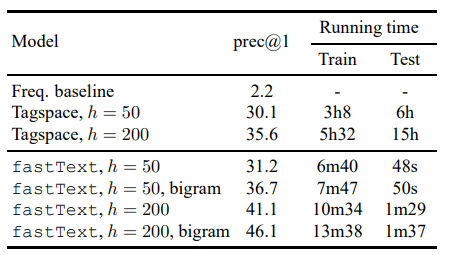 Model prec@1 Running time
Train Test
Freq. baseline 2.2 - -
Tagspace, h = 50 30.1 3h8 6h
Tagspace, h = 200 35.6 5h32 15h
fastText, h = 50 31.2 6m40 48s
fastText, h = 50, bigram 36.7 7m47 50s
fastText, h = 200 41.1 10m34 1m29
fastText, h = 200, bigram 46.1 13m38 1m37